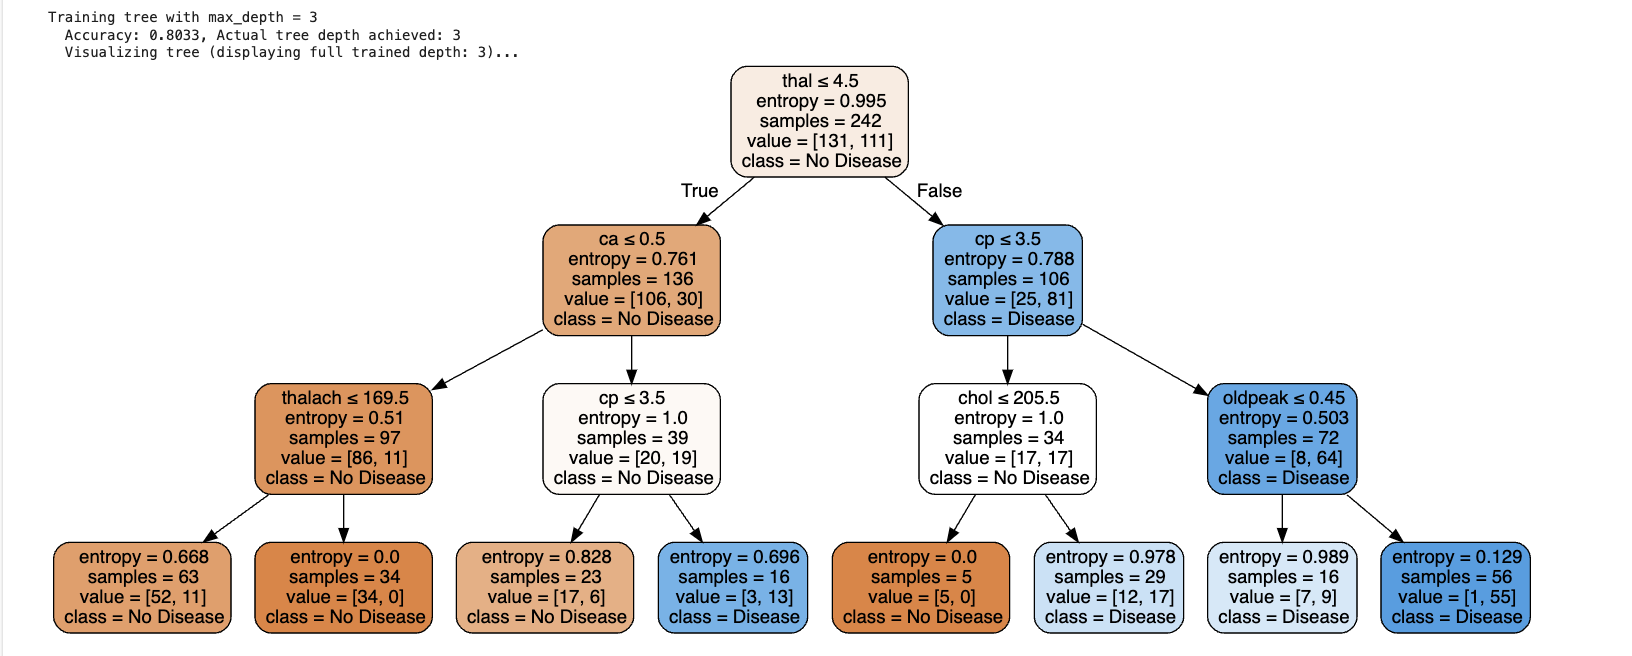 Training tree with max_depth = 3
Accuracy: 0.8033, Actual tree depth achieved: 3
Visualizing tree (displaying full trained depth: 3)...
thal ≤ 4.5
entropy = 0.995
samples = 242
value = [131, 111]
class = No Disease
True
False
ca ≤ 0.5
entropy = 0.761
samples = 136
value = [106, 30]
class = No Disease
cp ≤ 3.5
entropy = 0.788
samples = 106
value = [25, 81]
class = Disease
thalach ≤ 169.5
entropy = 0.51
samples = 97
value = [86, 11]
class = No Disease
cp ≤ 3.5
entropy = 1.0
samples = 39
value = [20, 19]
class = No Disease
chol ≤ 205.5
entropy = 1.0
samples = 34
value = [17, 17]
class = No Disease
oldpeak ≤ 0.45
entropy = 0.503
samples = 72
value = [8, 64]
class = Disease
entropy = 0.668
samples = 63
value = [52, 11]
class = No Disease
entropy = 0.0
samples = 34
value = [34, 0]
class = No Disease
entropy = 0.828
samples = 23
value = [17, 6]
class = No Disease
entropy = 0.696
samples = 16
value = [3, 13]
class = Disease
entropy = 0.0
samples = 5
value = [5, 0]
class = No Disease
entropy = 0.978
samples = 29
value = [12, 17]
class = Disease
entropy = 0.989
samples = 16
value = [7, 9]
class = Disease
entropy = 0.129
samples = 56
value = [1, 55]
class = Disease